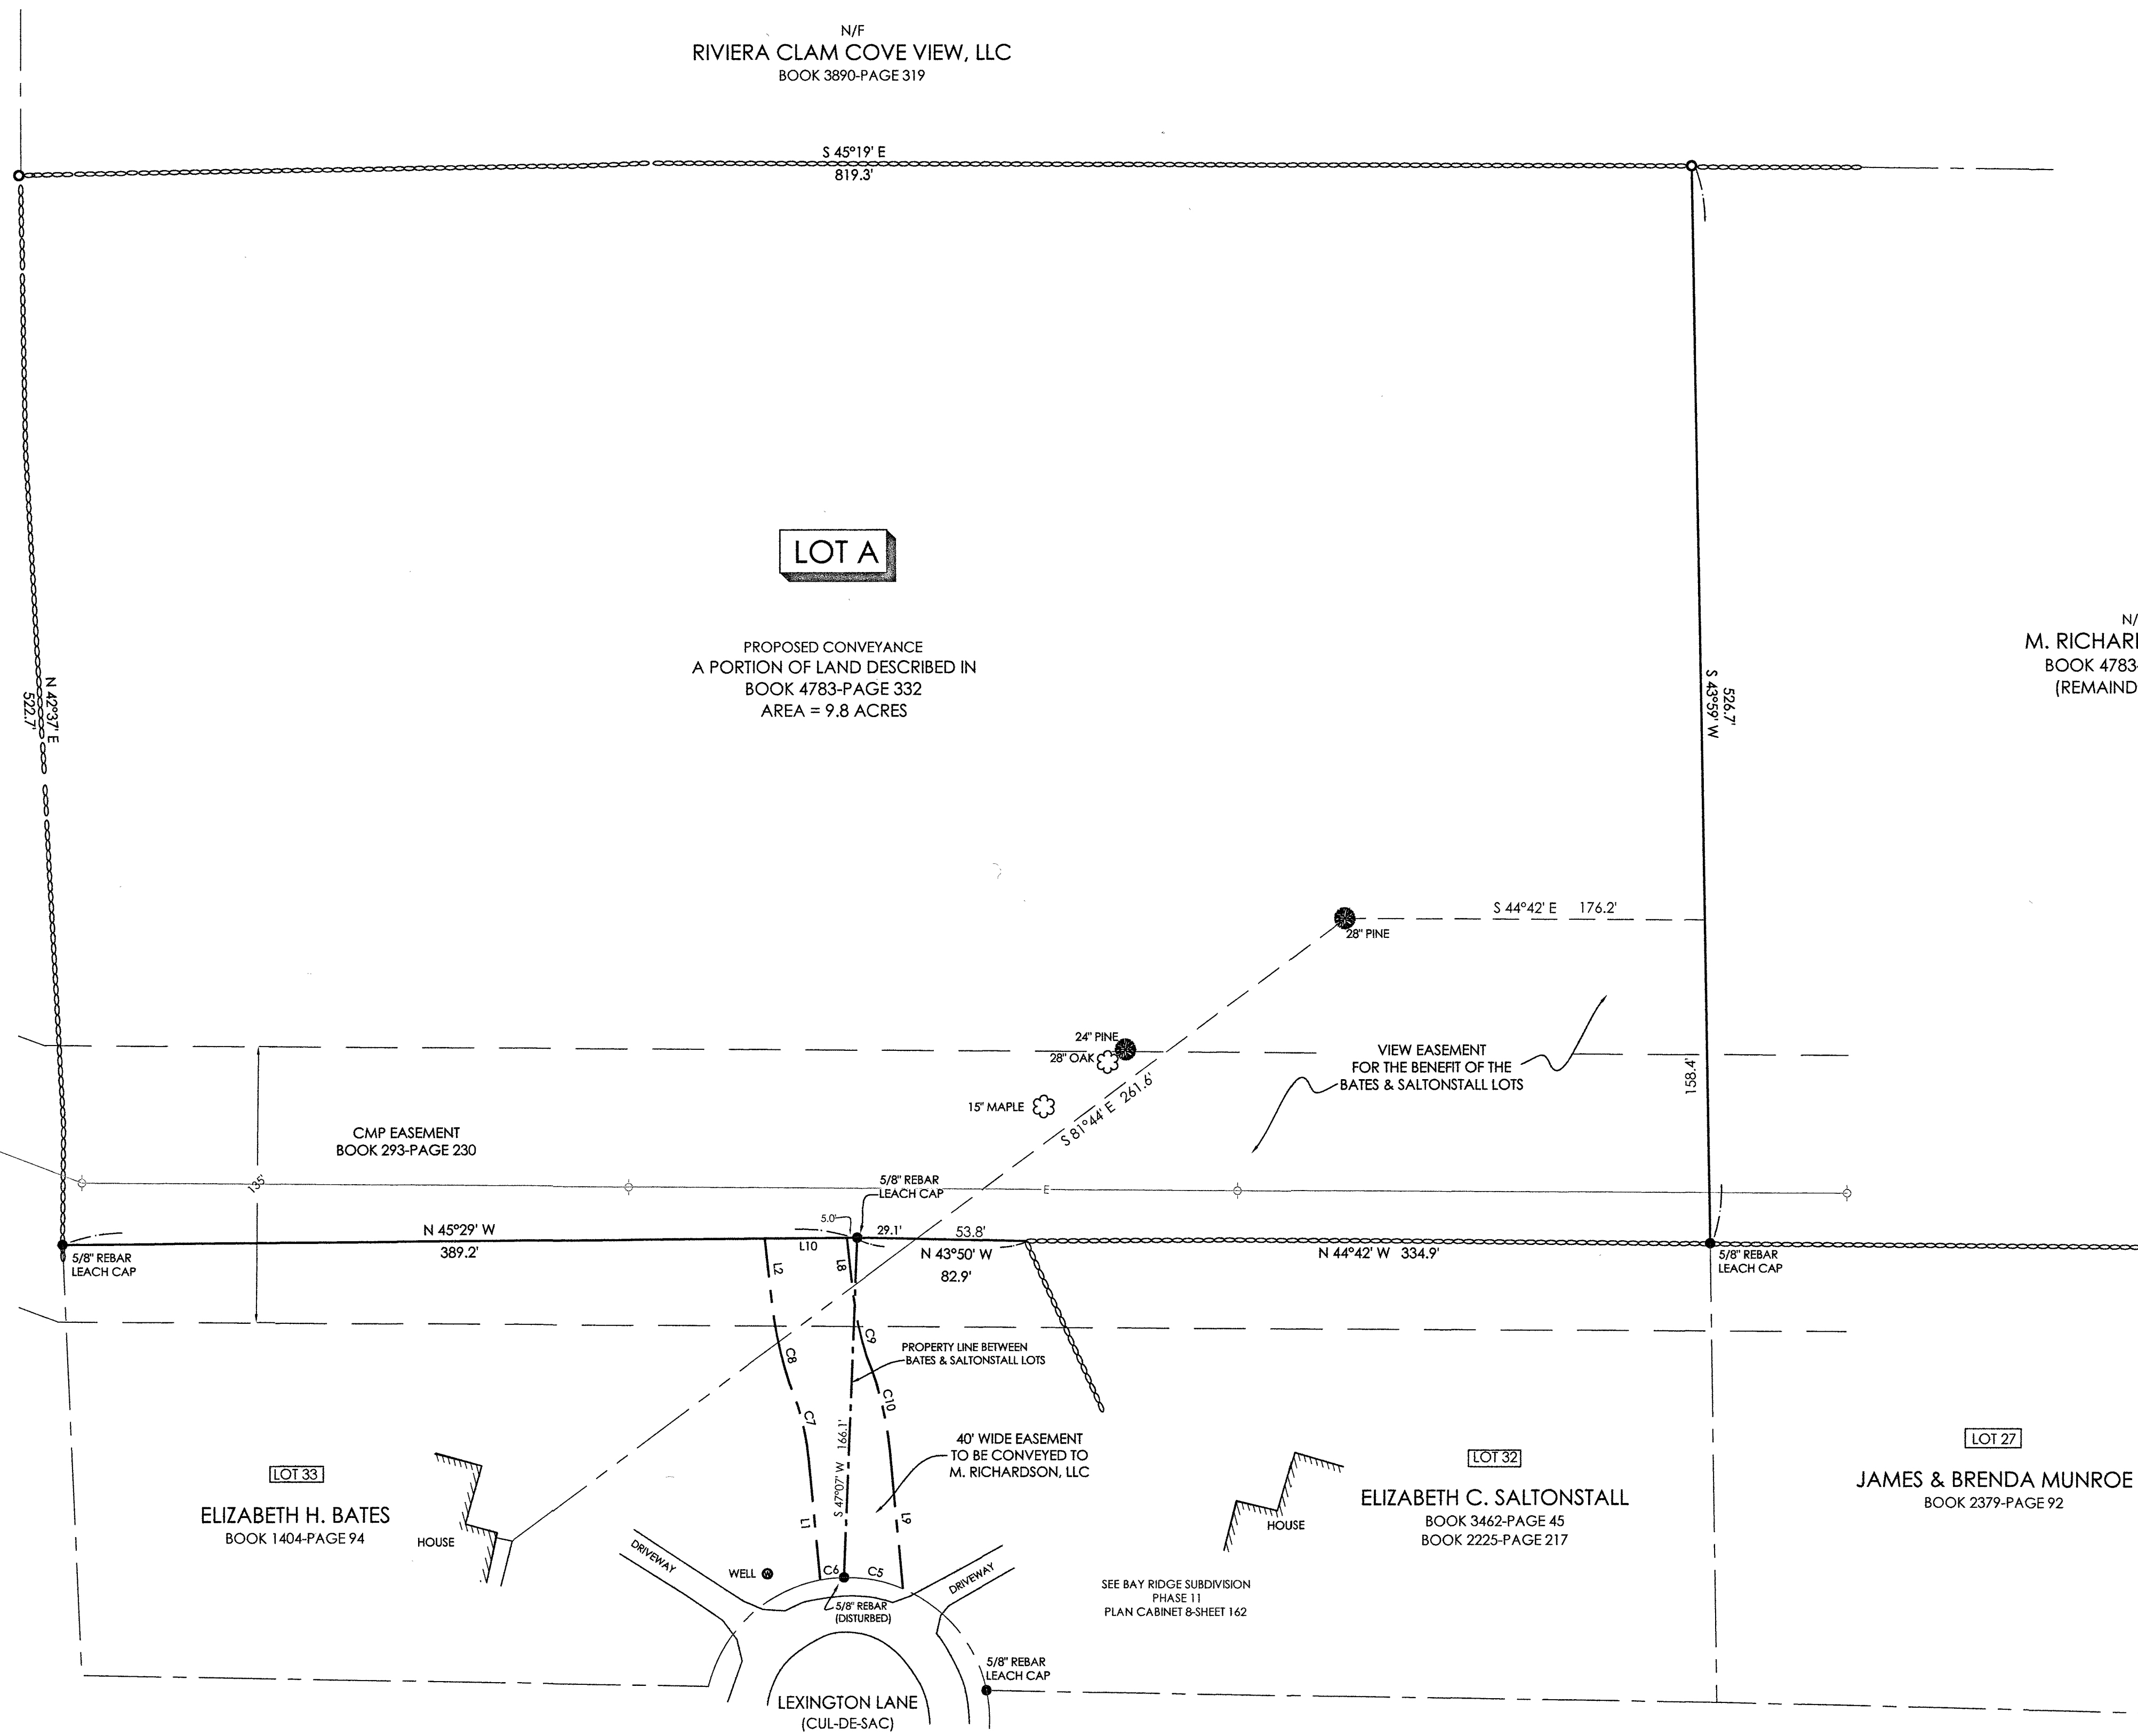 N/F
RIVIERA CLAM COVE VIEW, LLC
BOOK 3890-PAGE 319
S 45°19' E
819.3'
LOT A
PROPOSED CONVEYANCE
A PORTION OF LAND DESCRIBED IN
BOOK 4783-PAGE 332
AREA = 9.8 ACRES
N 42°37' E
522.7'
526.7'
S 43°59' W
N/
M. RICHAR
BOOK 4783-
(REMAIND
S 44°42' E 176.2'
28" PINE
24" PINE
28" OAK
15" MAPLE
S 81°44' E 261.6'
VIEW EASEMENT
FOR THE BENEFIT OF THE
BATES & SALTONSTALL LOTS
158.4'
CMP EASEMENT
BOOK 293-PAGE 230
135'
E
5/8" REBAR
LEACH CAP
5.0'
29.1'
53.8'
N 45°29' W
389.2'
L10
N 43°50' W
82.9'
N 44°42' W 334.9'
5/8" REBAR
LEACH CAP
5/8" REBAR
LEACH CAP
L2
L8
C8
C9
PROPERTY LINE BETWEEN
BATES & SALTONSTALL LOTS
C7
C10
S 47°07' W 166.1'
40' WIDE EASEMENT
TO BE CONVEYED TO
M. RICHARDSON, LLC
L1
L9
LOT 33
ELIZABETH H. BATES
BOOK 1404-PAGE 94
HOUSE
HOUSE
LOT 32
ELIZABETH C. SALTONSTALL
BOOK 3462-PAGE 45
BOOK 2225-PAGE 217
LOT 27
JAMES & BRENDA MUNROE
BOOK 2379-PAGE 92
DRIVEWAY
WELL
W
C6
C5
DRIVEWAY
5/8" REBAR
(DISTURBED)
SEE BAY RIDGE SUBDIVISION
PHASE 11
PLAN CABINET 8-SHEET 162
5/8" REBAR
LEACH CAP
LEXINGTON LANE
(CUL-DE-SAC)